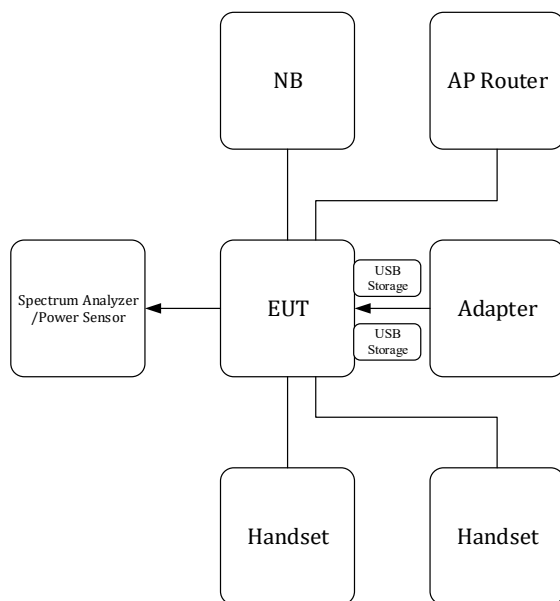 NB
AP Router
Spectrum Analyzer
/Power Sensor
EUT
USB
Storage
USB
Storage
Adapter
Handset
Handset